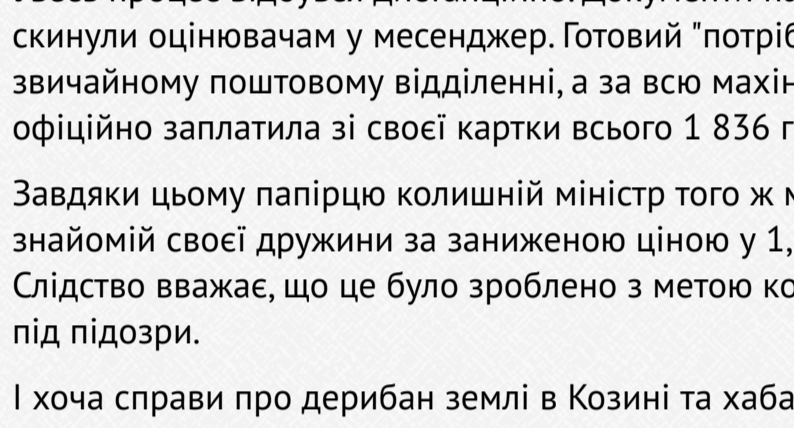 скинули оцінювачам у месенджер. Готовий "потріб
звичайному поштовому відділенні, а за всю махін
офіційно заплатила зі своєї картки всього 1 836 г
Завдяки цьому папірцю колишній міністр того ж м
знайомій своєї дружини за заниженою ціною у 1,
Слідство вважає, що це було зроблено з метою ко
під підозри.
І хоча справи про дерибан землі в Козині та хаба